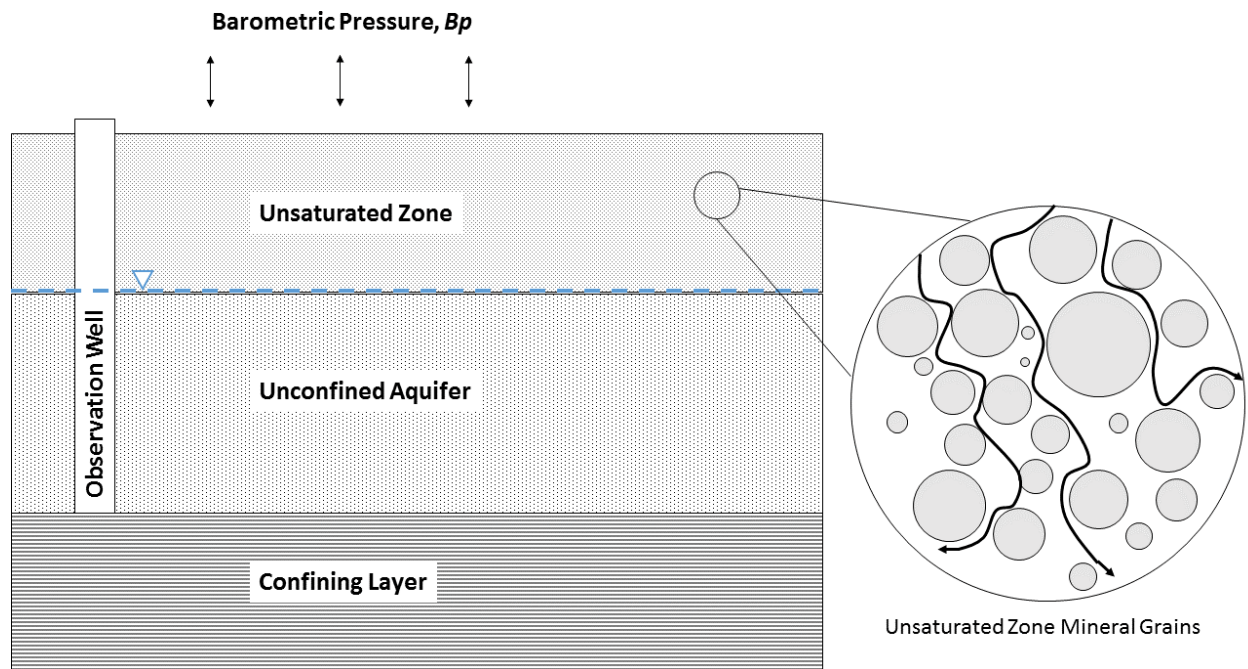 Barometric Pressure, Bp
Unsaturated Zone
Observation Well
Unconfined Aquifer
Confining Layer
Unsaturated Zone Mineral Grains